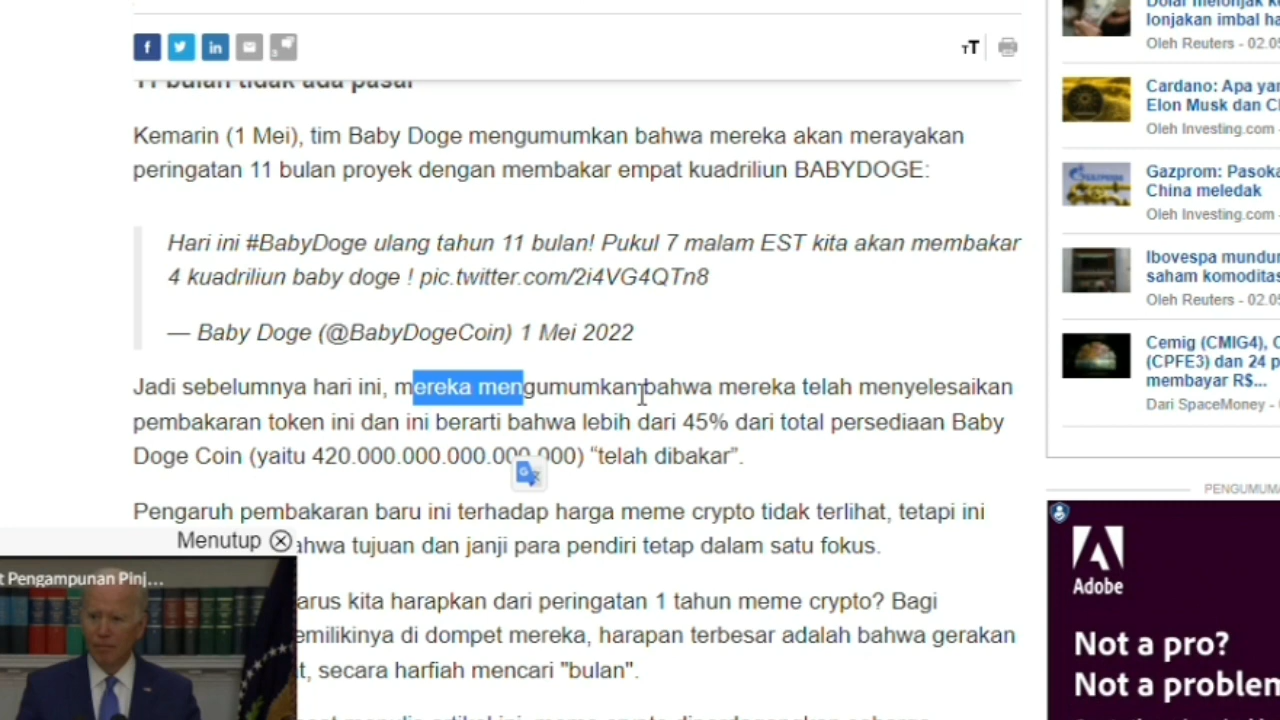 Dolar melonjak
lonjakan imbal
Oleh Reuters - 02.05
TT
11 bulan tidak ada pasar
Kemarin (1 Mei), tim Baby Doge mengumumkan bahwa mereka akan merayakan
peringatan 11 bulan proyek dengan membakar empat kuadriliun BABYDOGE:
Hari ini #BabyDoge ulang tahun 11 bulan! Pukul 7 malam EST kita akan membakar
4 kuadriliun baby doge ! pic.twitter.com/2i4VG4QTn8
— Baby Doge (@BabyDogeCoin) 1 Mei 2022
Jadi sebelumnya hari ini, mereka mengumumkan bahwa mereka telah menyelesaikan
pembakaran token ini dan ini berarti bahwa lebih dari 45% dari total persediaan Baby
Doge Coin (yaitu 420.000.000.000.000.000) “telah dibakar”.
Pengaruh pembakaran baru ini terhadap harga meme crypto tidak terlihat, tetapi ini
ahwa tujuan dan janji para pendiri tetap dalam satu fokus.
arus kita harapkan dari peringatan 1 tahun meme crypto? Bagi
emilikinya di dompet mereka, harapan terbesar adalah bahwa gerakan
t, secara harfiah mencari "bulan".
Menutup
t Pengampunan Pinj...
Cardano: Apa yan
Elon Musk dan
Oleh Investing.com -
Gazprom: Pasoka
China meledak
Oleh Investing.com -
Ibovespa mundu
saham komoditas
Oleh Reuters - 02.05
Cemig (CMIG4),
(CPFE3) dan 24 p
membayar R$...
Dari SpaceMoney -
PENGUMUMA
Adobe
Not a pro?
Not a problem